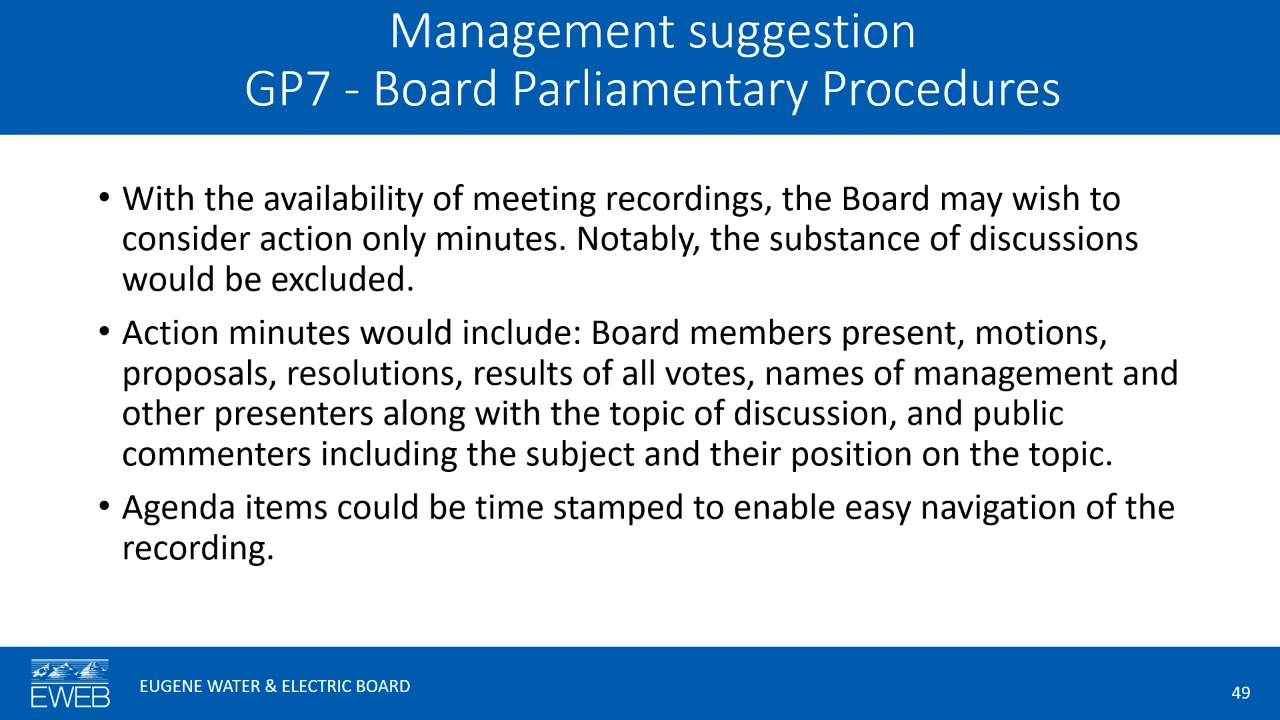 Management suggestion
GP7 - Board Parliamentary Procedures
• With the availability of meeting recordings, the Board may wish to
consider action only minutes. Notably, the substance of discussions
would be excluded.
• Action minutes would include: Board members present, motions,
proposals, resolutions, results of all votes, names of management and
other presenters along with the topic of discussion, and public
commenters including the subject and their position on the topic.
• Agenda items could be time stamped to enable easy navigation of the
recording.
EWEB
EUGENE WATER & ELECTRIC BOARD
49